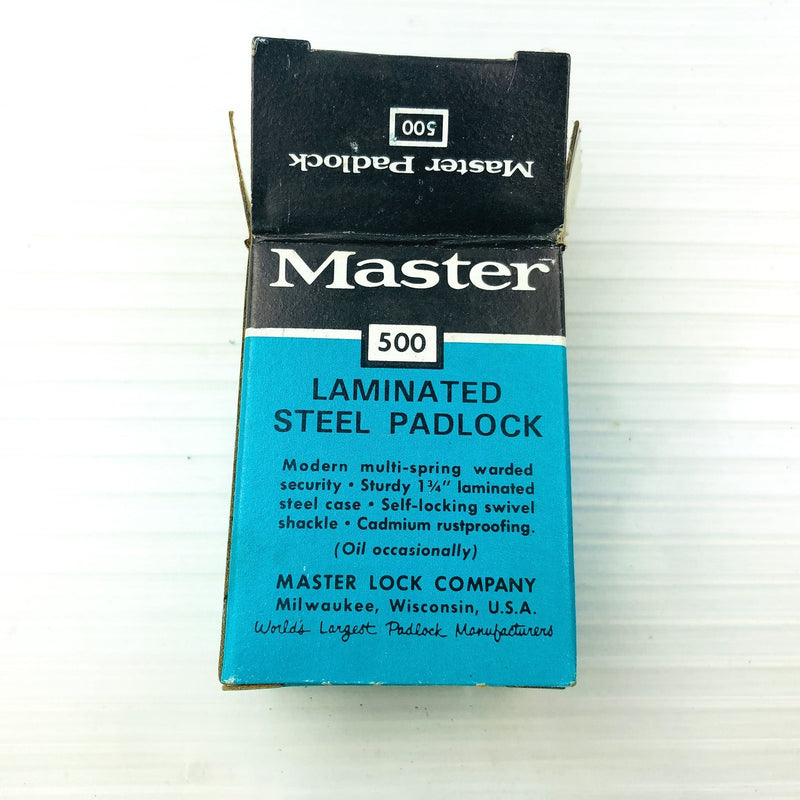 500
Master Padlock
Master
500
LAMINATED
STEEL PADLOCK
Modern multi-spring warded
security • Sturdy 1¾" laminated
steel case • Self-locking swivel
shackle • Cadmium rustproofing.
(Oil occasionally)
MASTER LOCK COMPANY
Milwaukee, Wisconsin, U.S.A.
World's Largest Padlock Manufacturers